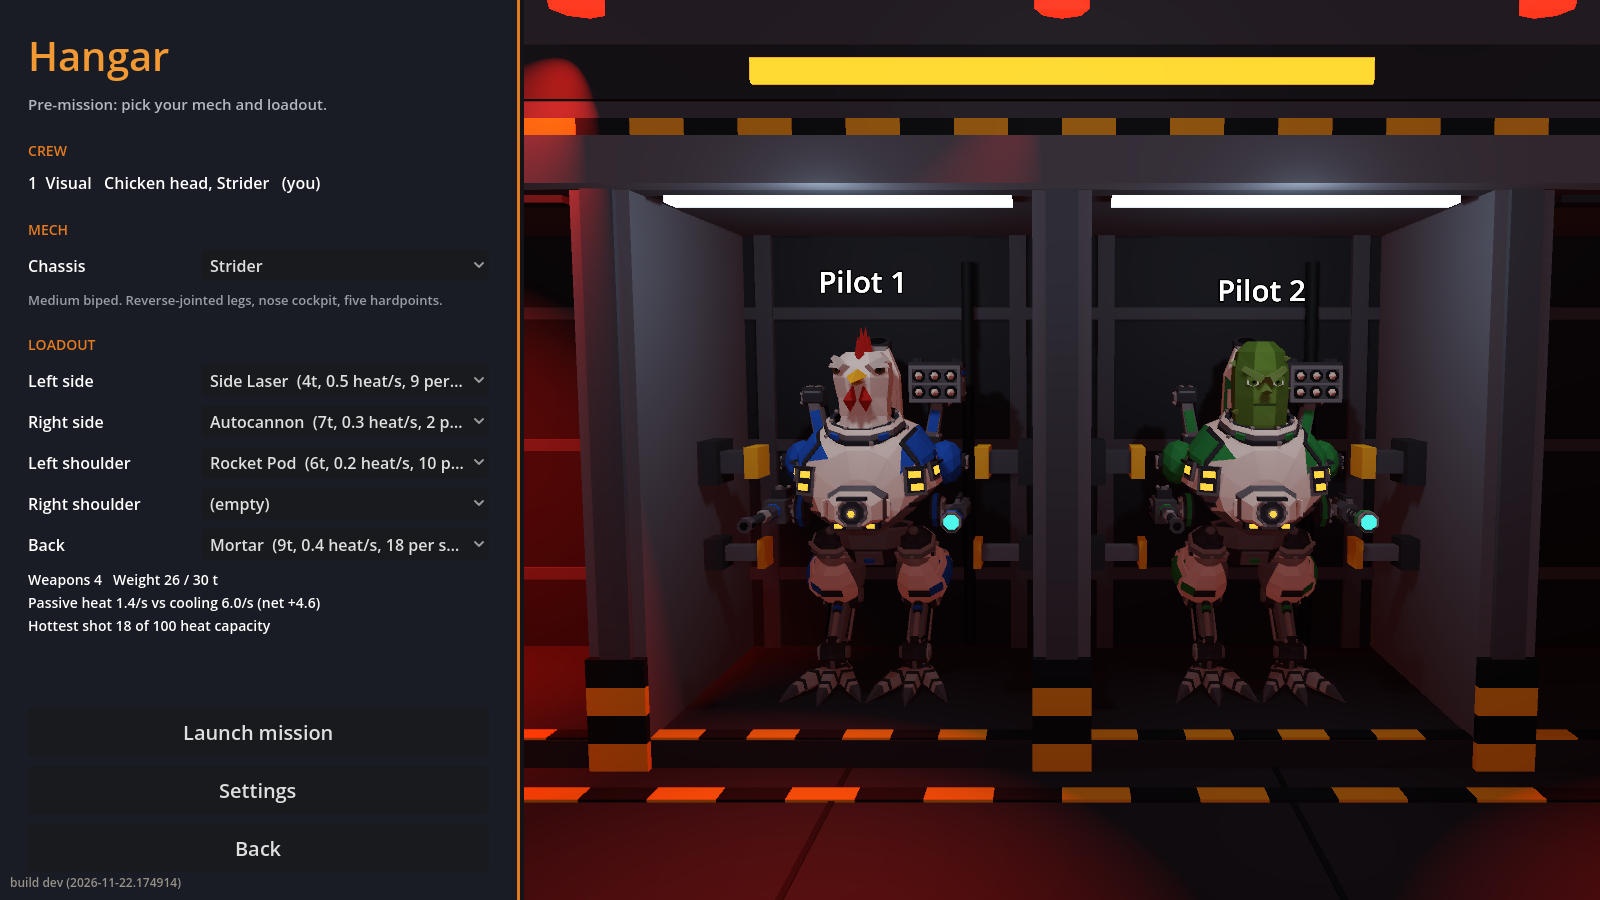 Hangar
Pre-mission: pick your mech and loadout.
CREW
1 Visual Chicken head, Strider (you)
MECH
Chassis Strider
Medium biped. Reverse-jointed legs, nose cockpit, five hardpoints.
LOADOUT
Left side Side Laser (4t, 0.5 heat/s, 9 per...
Right side Autocannon (7t, 0.3 heat/s, 2 p...
Left shoulder Rocket Pod (6t, 0.2 heat/s, 10 p...
Right shoulder (empty)
Back Mortar (9t, 0.4 heat/s, 18 per s...
Weapons 4 Weight 26 / 30 t
Passive heat 1.4/s vs cooling 6.0/s (net +4.6)
Hottest shot 18 of 100 heat capacity
Launch mission
Settings
Back
build dev (2026-11-22.174914)
Pilot 1
Pilot 2